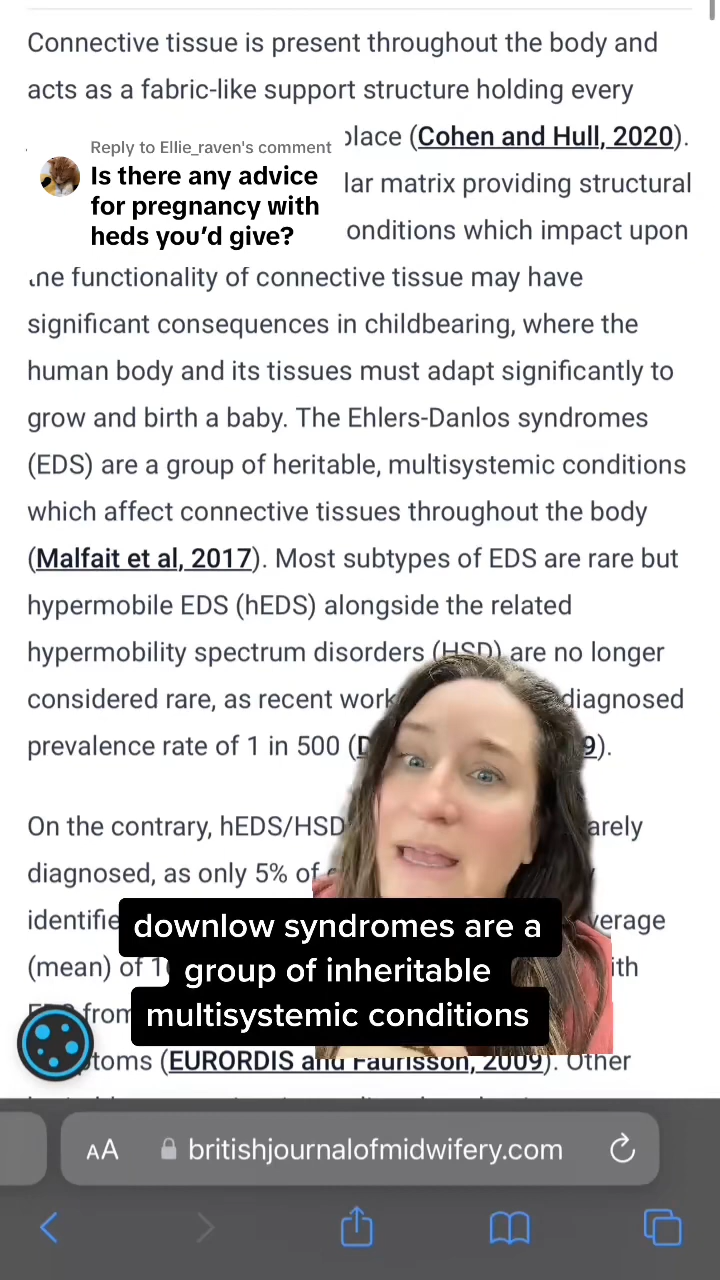 Connective tissue is present throughout the body and
acts as a fabric-like support structure holding every
place (Cohen and Hull, 2020).
Reply to Ellie_raven's comment
Is there any advice
for pregnancy with
heds you'd give?
matrix providing structural
onditions which impact upon
the functionality of connective tissue may have
significant consequences in childbearing, where the
human body and its tissues must adapt significantly to
grow and birth a baby. The Ehlers-Danlos syndromes
(EDS) are a group of heritable, multisystemic conditions
which affect connective tissues throughout the body
(Malfait et al, 2017). Most subtypes of EDS are rare but
hypermobile EDS (hEDS) alongside the related
hypermobility spectrum disorders (HSD) are no longer
considered rare, as recent work diagnosed
prevalence rate of 1 in 500 (D 9).
On the contrary, hEDS/HSD arely
diagnosed, as only 5% of
identifie verage
(mean) of 1 ith
from
downlow syndromes are a
group of inheritable
multisystemic conditions
toms (EURORDIS and Faurisson, 2009). Other
AA britishjournalofmidwifery.com